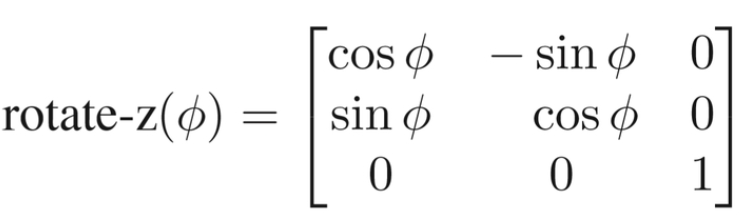 rotate-z(ϕ) = [cos ϕ − sin ϕ 0
sin ϕ cos ϕ 0
0 0 1]